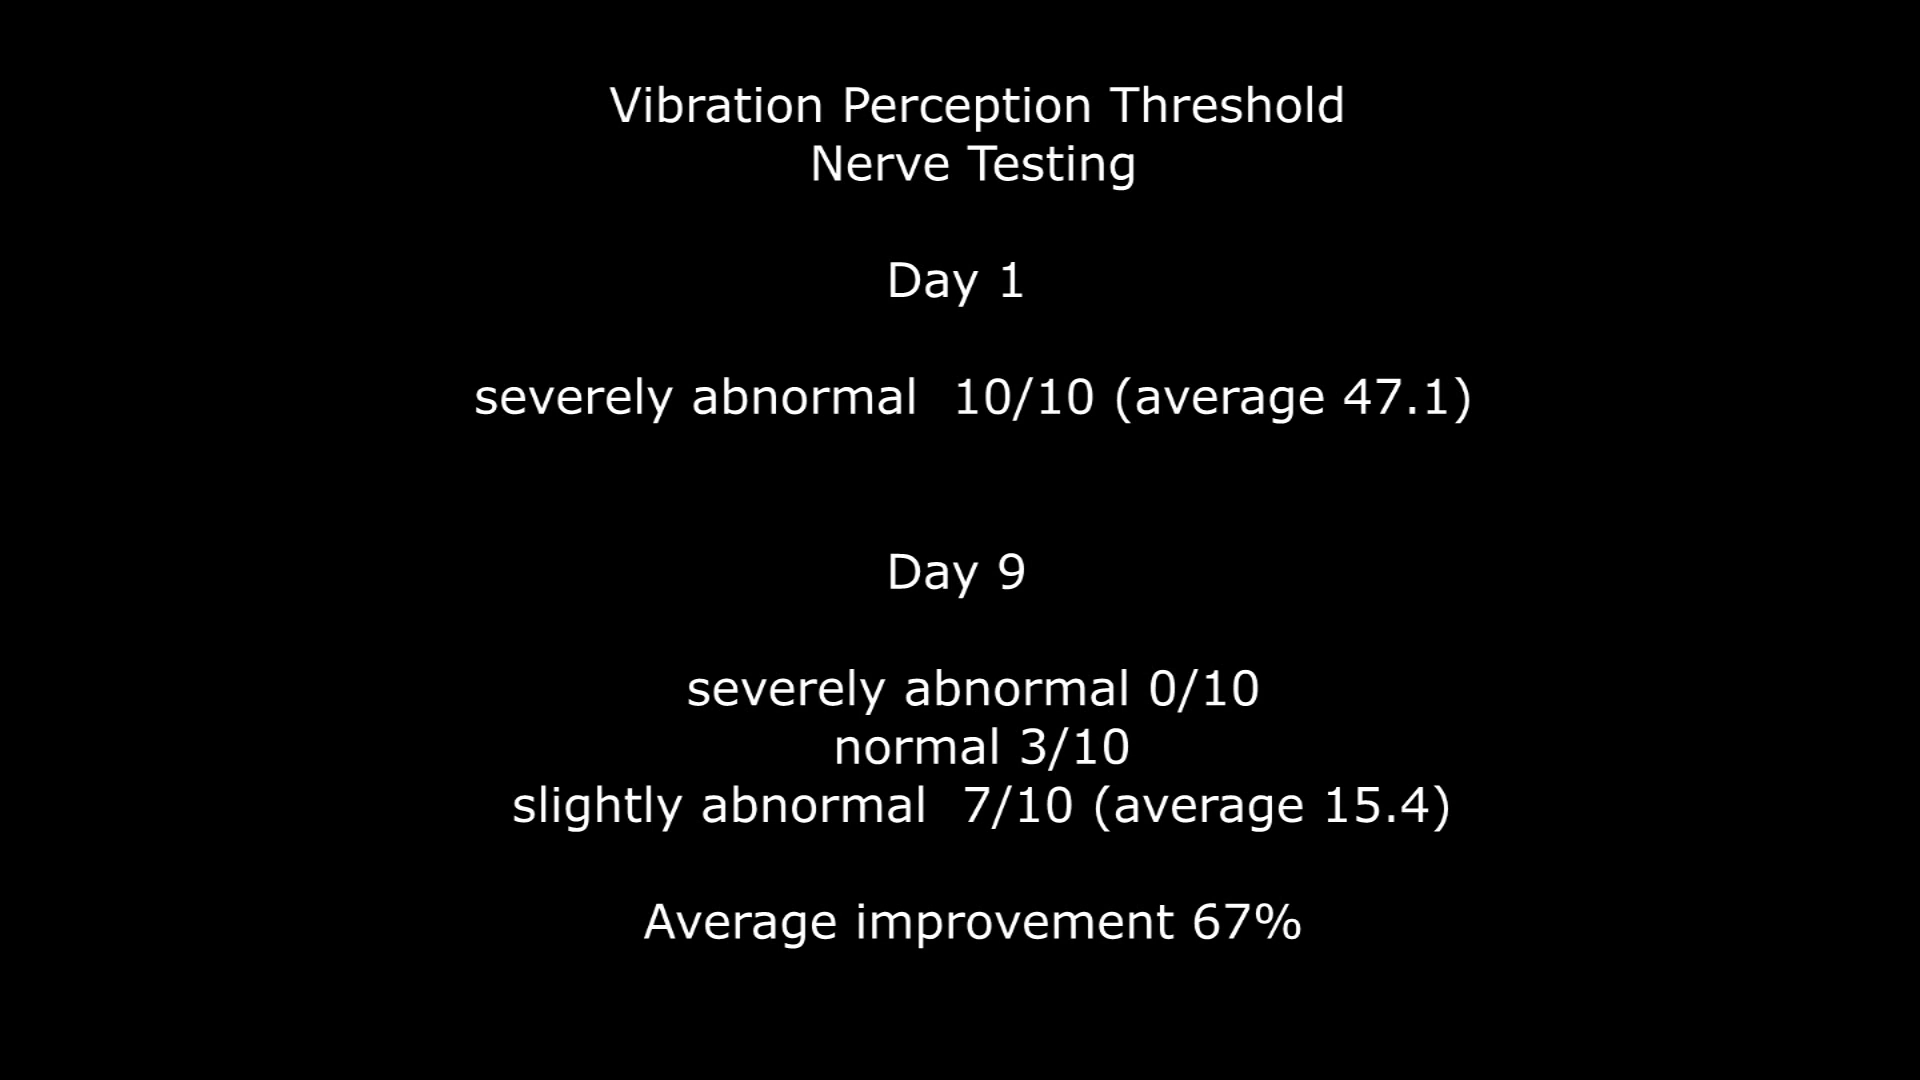 Vibration Perception Threshold
Nerve Testing
Day 1
severely abnormal  10/10 (average 47.1)
Day 9
severely abnormal 0/10
normal 3/10
slightly abnormal  7/10 (average 15.4)
Average improvement 67%